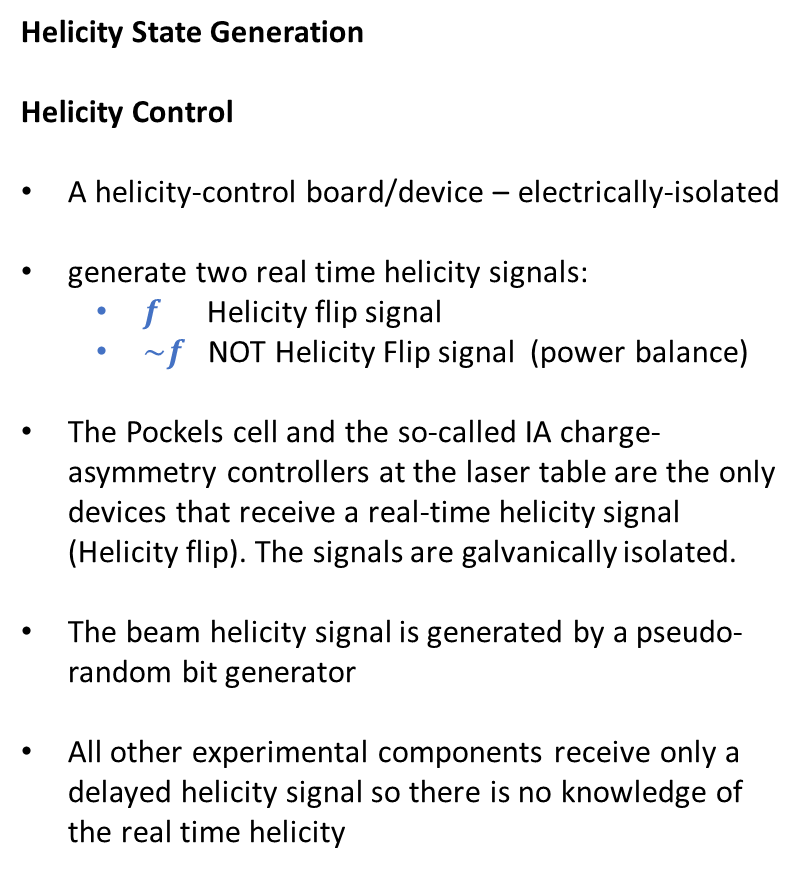 Helicity State Generation
Helicity Control
• A helicity-control board/device – electrically-isolated
• generate two real time helicity signals:
• f Helicity flip signal
• ~f NOT Helicity Flip signal (power balance)
• The Pockels cell and the so-called IA charge-
asymmetry controllers at the laser table are the only
devices that receive a real-time helicity signal
(Helicity flip). The signals are galvanically isolated.
• The beam helicity signal is generated by a pseudo-
random bit generator
• All other experimental components receive only a
delayed helicity signal so there is no knowledge of
the real time helicity